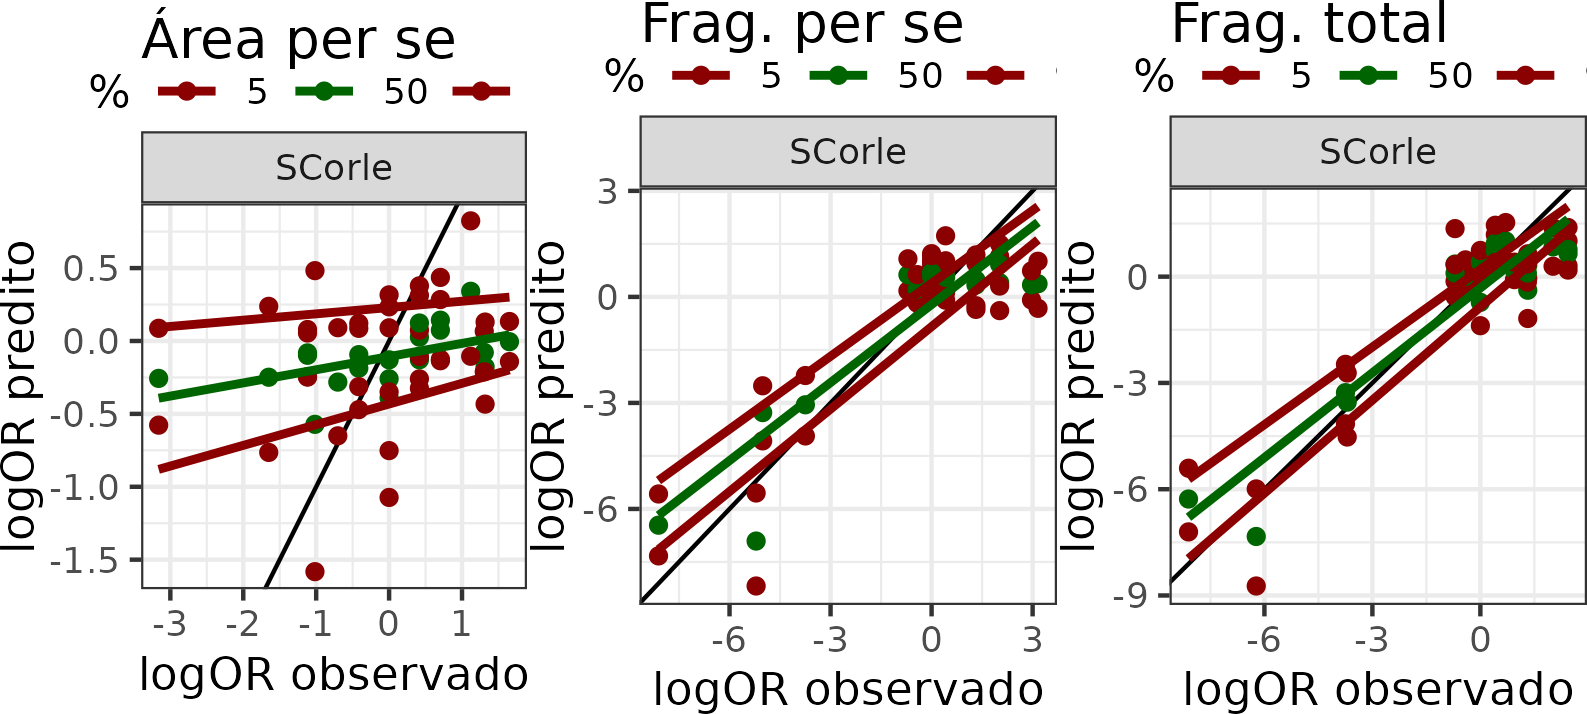 Área per se
% 5 50
SCorle
0.5
0.0
-0.5
-1.0
-1.5
logOR predito
-3 -2 -1 0 1
logOR observado
Frag. per se
% 5 50
SCorle
3
0
-3
-6
logOR predito
-6 -3 0 3
logOR observado
Frag. total
% 5 50
SCorle
0
-3
-6
-9
logOR predito
-6 -3 0
logOR observado